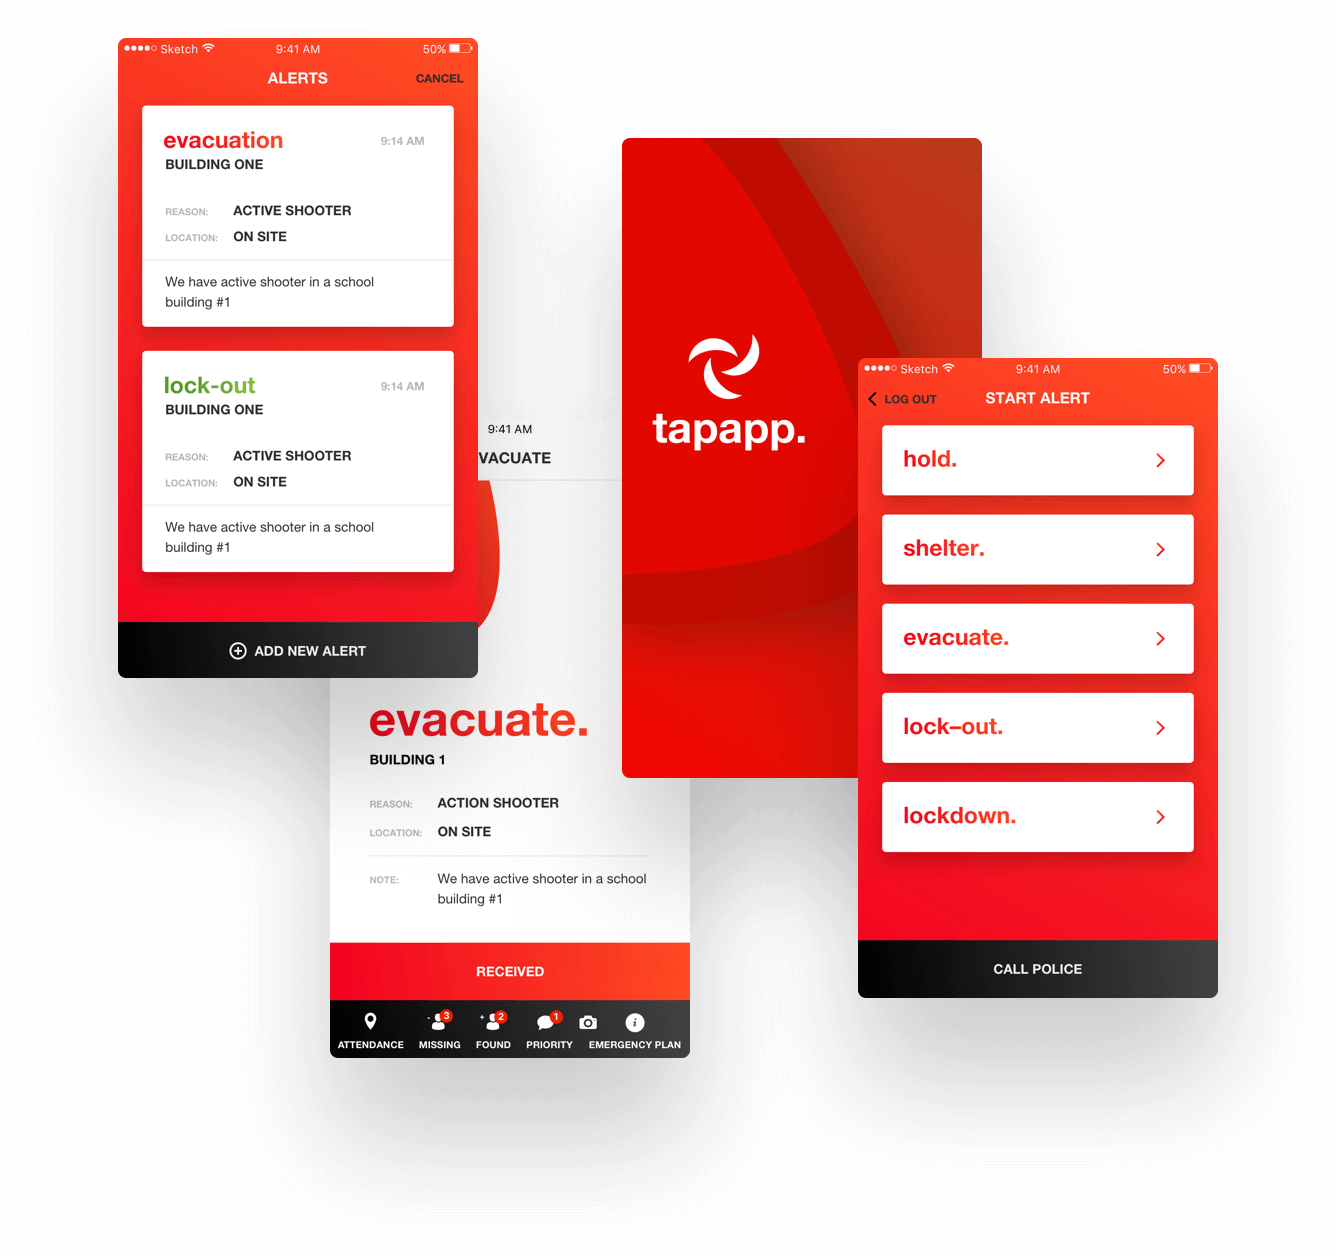 Sketch 9:41 AM 50%
ALERTS CANCEL
evacuation 9:14 AM
BUILDING ONE
REASON: ACTIVE SHOOTER
LOCATION: ON SITE
We have active shooter in a school
building #1
lock-out 9:14 AM
BUILDING ONE
REASON: ACTIVE SHOOTER
LOCATION: ON SITE
We have active shooter in a school
building #1
ADD NEW ALERT
9:41 AM
VACUATE
evacuate.
BUILDING 1
REASON: ACTION SHOOTER
LOCATION: ON SITE
NOTE: We have active shooter in a school
building #1
RECEIVED
- 3 + 2 1 i
ATTENDANCE MISSING FOUND PRIORITY EMERGENCY PLAN
tapapp.
Sketch 9:41 AM 50%
LOG OUT START ALERT
hold.
shelter.
evacuate.
lock–out.
lockdown.
CALL POLICE